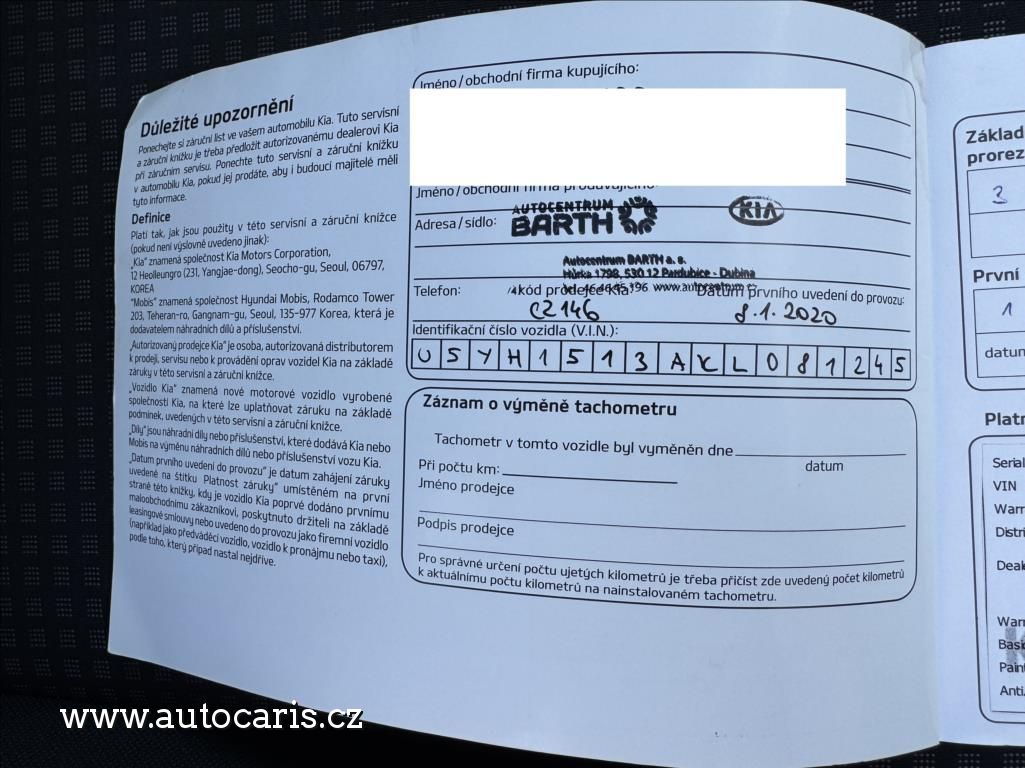 Důležité upozornění
Ponechejte si záruční list ve vašem automobilu Kia. Tuto servisní
a záruční knížku je třeba předložit autorizovanému dealerovi Kia
při záručním servisu. Ponechte tuto servisní a záruční knížku
v automobilu Kia, pokud jej prodáte, aby i budoucí majitelé měli
tyto informace.
Definice
Platí tak, jak jsou použity v této servisní a záruční knížce
(pokud není výslovně uvedeno jinak):
„Kia“ znamená společnost Kia Motors Corporation,
12 Heolleungro (231, Yangjae-dong), Seocho-gu, Seoul, 06797,
KOREA
"Mobis" znamená společnost Hyundai Mobis, Rodamco Tower
203, Teheran-ro, Gangnam-gu, Seoul, 135-977 Korea, která je
dodavatelem náhradních dílů a příslušenství.
„Autorizovaný prodejce Kia“ je osoba, autorizovaná distributorem
k prodeji, servisu nebo k provádění oprav vozidel Kia na základě
záruky v této servisní a záruční knížce.
„Vozidlo Kia“ znamená nové motorové vozidlo vyrobené
společností Kia, na které lze uplatňovat záruku na základě
podmínek, uvedených v této servisní a záruční knížce.
„Díly“ jsou náhradní díly nebo příslušenství, které dodává Kia nebo
Mobis na výměnu náhradních dílů nebo příslušenství vozu Kia.
„Datum prvního uvedení do provozu“ je datum zahájení záruky
uvedené na štítku „Platnost záruky“ umístěném na první
straně této knížky, kdy je vozidlo Kia poprvé dodáno prvnímu
maloobchodnímu zákazníkovi, poskytnuto držiteli na základě
leasingové smlouvy nebo uvedeno do provozu jako firemní vozidlo
(například jako předváděcí vozidlo, vozidlo k pronájmu nebo taxi),
podle toho, který případ nastal nejdříve.
Jméno/obchodní firma kupujícího:
Jméno/obchodní firma prodávajícího:
Adresa/sídlo:
AUTOCENTRUM
BARTH
KIA
Autocentrum BARTH a. s.
Hůrka 1798, 530 12 Pardubice - Dubina
www.autocentrum.cz
Telefon:
kód prodejce Kia:
Datum prvního uvedení do provozu:
CZ146
8.1.2020
Identifikační číslo vozidla (V.I.N.):
U5YH1513AKL081245
Záznam o výměně tachometru
Tachometr v tomto vozidle byl vyměněn dne
datum
Při počtu km:
Jméno prodejce
Podpis prodejce
Pro správné určení počtu ujetých kilometrů je třeba přičíst zde uvedený počet kilometrů
k aktuálnímu počtu kilometrů na nainstalovaném tachometru.
Základ
prorez
3
První
1
datum
Platn
Serial
VIN
Warr
Distri
Deal
Warr
Basi
Pain
Anti
www.autocaris.cz